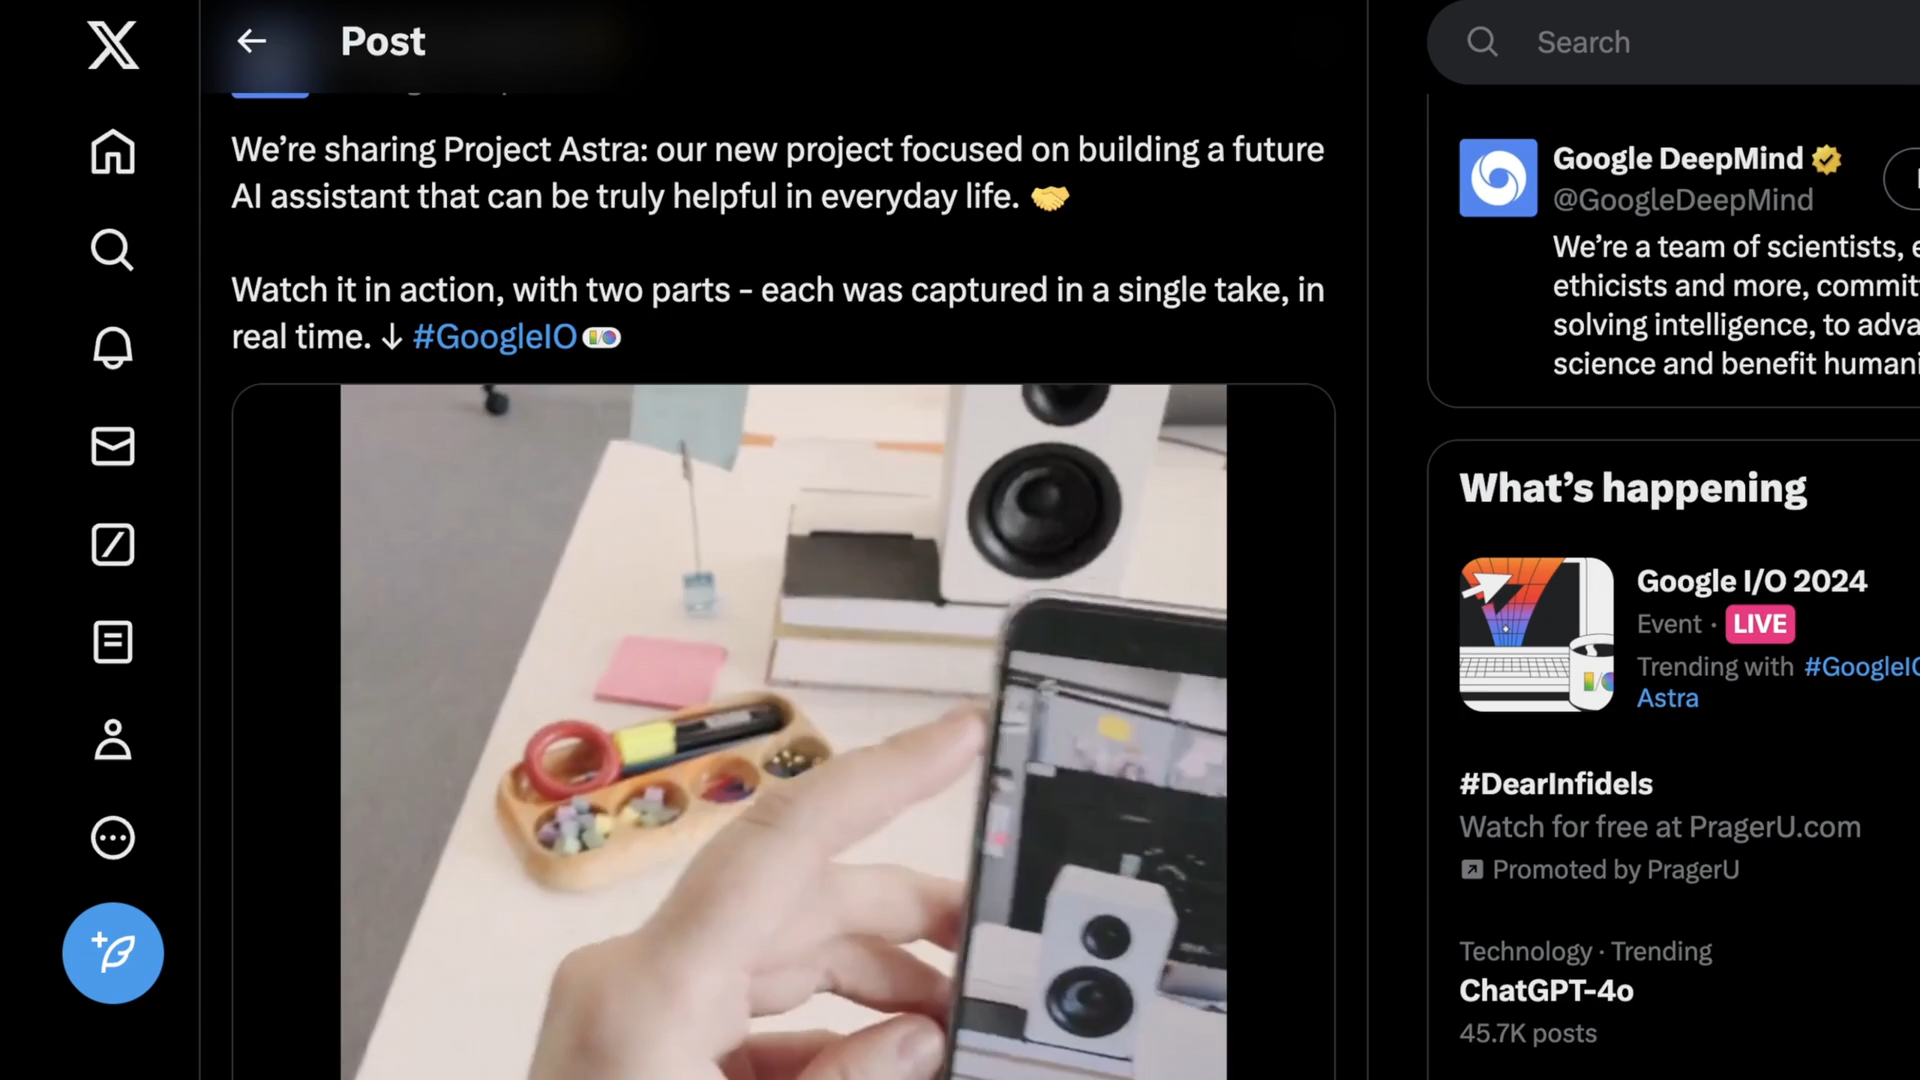 Post
Search
We’re sharing Project Astra: our new project focused on building a future
AI assistant that can be truly helpful in everyday life. 🤝
Watch it in action, with two parts - each was captured in a single take, in
real time. ↓ #GoogleIO
Google DeepMind
@GoogleDeepMind
We’re a team of scientists,
ethicists and more,
solving intelligence, to
science and benefit
What’s happening
Google I/O 2024
Event · LIVE
Trending with
Astra
#DearInfidels
Watch for free at PragerU.com
Promoted by PragerU
Technology · Trending
ChatGPT-4o
45.7K posts